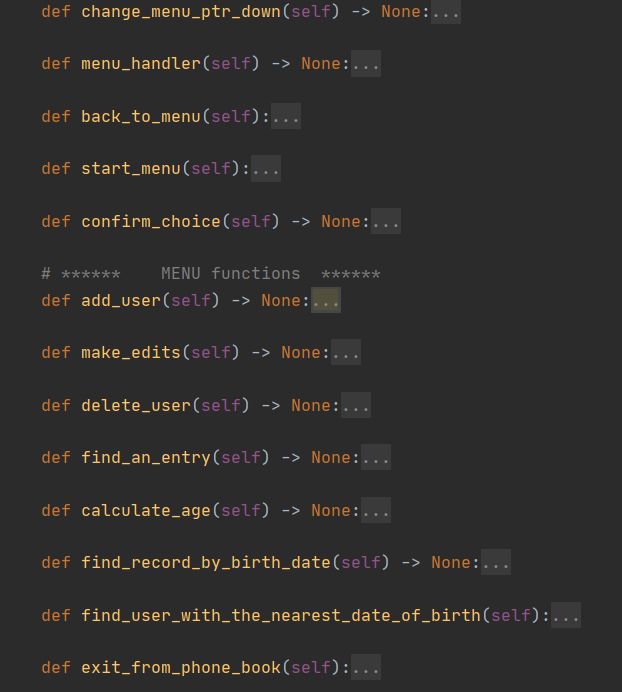 def change_menu_ptr_down(self) -> None:...
def menu_handler(self) -> None:...
def back_to_menu(self):...
def start_menu(self):...
def confirm_choice(self) -> None:...
# ******    MENU functions  ******
def add_user(self) -> None:...
def make_edits(self) -> None:...
def delete_user(self) -> None:...
def find_an_entry(self) -> None:...
def calculate_age(self) -> None:...
def find_record_by_birth_date(self) -> None:...
def find_user_with_the_nearest_date_of_birth(self):...
def exit_from_phone_book(self):...